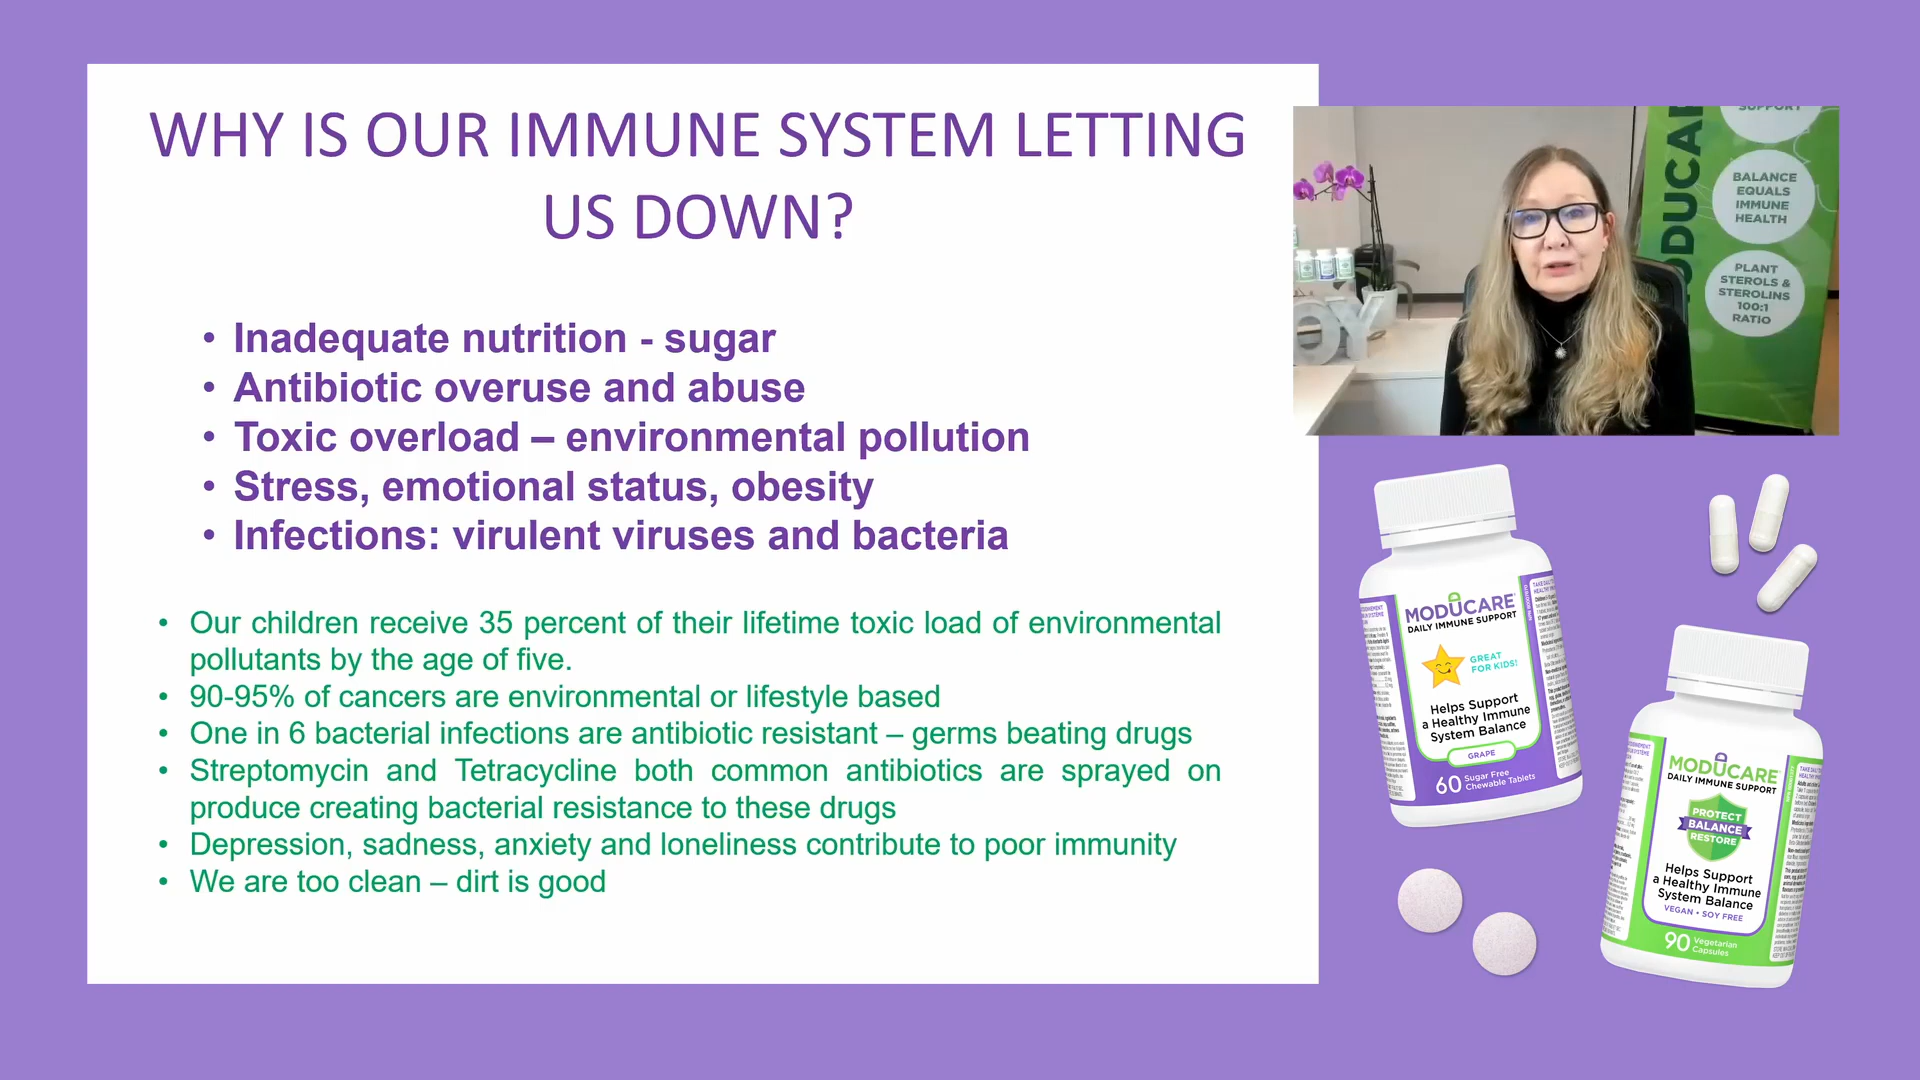 WHY IS OUR IMMUNE SYSTEM LETTING
US DOWN?
• Inadequate nutrition - sugar
• Antibiotic overuse and abuse
• Toxic overload – environmental pollution
• Stress, emotional status, obesity
• Infections: virulent viruses and bacteria
• Our children receive 35 percent of their lifetime toxic load of environmental
pollutants by the age of five.
• 90-95% of cancers are environmental or lifestyle based
• One in 6 bacterial infections are antibiotic resistant – germs beating drugs
• Streptomycin and Tetracycline both common antibiotics are sprayed on
produce creating bacterial resistance to these drugs
• Depression, sadness, anxiety and loneliness contribute to poor immunity
• We are too clean – dirt is good
SUPPORT
BALANCE
EQUALS
IMMUNE
HEALTH
PLANT
STEROLS &
STEROLINS
100:1
RATIO
ODUCA
OY
MODUCARE
DAILY IMMUNE SUPPORT
GREAT
FOR KIDS!
Helps Support
a Healthy Immune
System Balance
GRAPE
60 Sugar Free
Chewable Tablets
MODUCARE
DAILY IMMUNE SUPPORT
PROTECT
BALANCE
RESTORE
Helps Support
a Healthy Immune
System Balance
VEGAN • SOY FREE
90 Vegetarian
Capsules